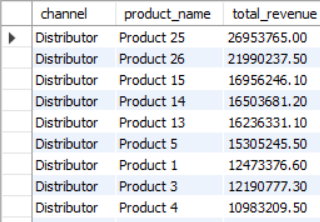 channel product_name total_revenue
Distributor Product 25 26953765.00
Distributor Product 26 21990237.50
Distributor Product 15 16956246.10
Distributor Product 14 16503681.20
Distributor Product 13 16236331.10
Distributor Product 5 15305245.50
Distributor Product 1 12473376.60
Distributor Product 3 12190777.30
Distributor Product 4 10983209.50